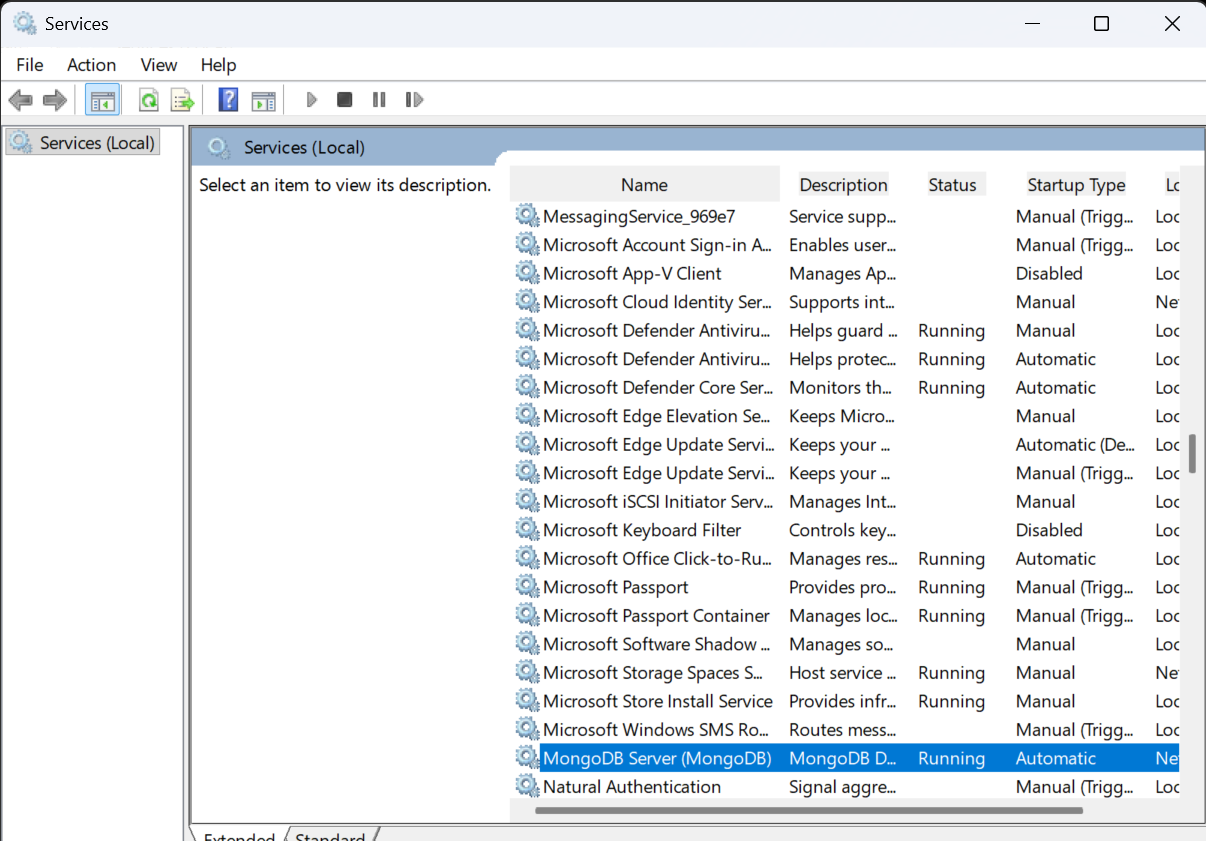 Services
File Action View Help
Services (Local)
Services (Local)
Select an item to view its description.
Name Description Status Startup Type Lo
MessagingService_969e7 Service supp... Manual (Trigg... Loc
Microsoft Account Sign-in A... Enables user... Manual (Trigg... Loc
Microsoft App-V Client Manages Ap... Disabled Loc
Microsoft Cloud Identity Ser... Supports int... Manual Ne
Microsoft Defender Antiviru... Helps guard ... Running Manual Loc
Microsoft Defender Antiviru... Helps protec... Running Automatic Loc
Microsoft Defender Core Ser... Monitors th... Running Automatic Loc
Microsoft Edge Elevation Se... Keeps Micro... Manual Loc
Microsoft Edge Update Servi... Keeps your ... Automatic (De... Loc
Microsoft Edge Update Servi... Keeps your ... Manual (Trigg... Loc
Microsoft iSCSI Initiator Serv... Manages Int... Manual Loc
Microsoft Keyboard Filter Controls key... Disabled Loc
Microsoft Office Click-to-Ru... Manages res... Running Automatic Loc
Microsoft Passport Provides pro... Running Manual (Trigg... Loc
Microsoft Passport Container Manages loc... Running Manual (Trigg... Loc
Microsoft Software Shadow ... Manages so... Manual Loc
Microsoft Storage Spaces S... Host service ... Running Manual Ne
Microsoft Store Install Service Provides infr... Running Manual Loc
Microsoft Windows SMS Ro... Routes mess... Manual (Trigg... Loc
MongoDB Server (MongoDB) MongoDB D... Running Automatic Ne
Natural Authentication Signal aggre... Manual (Trigg... Loc
Extended Standard